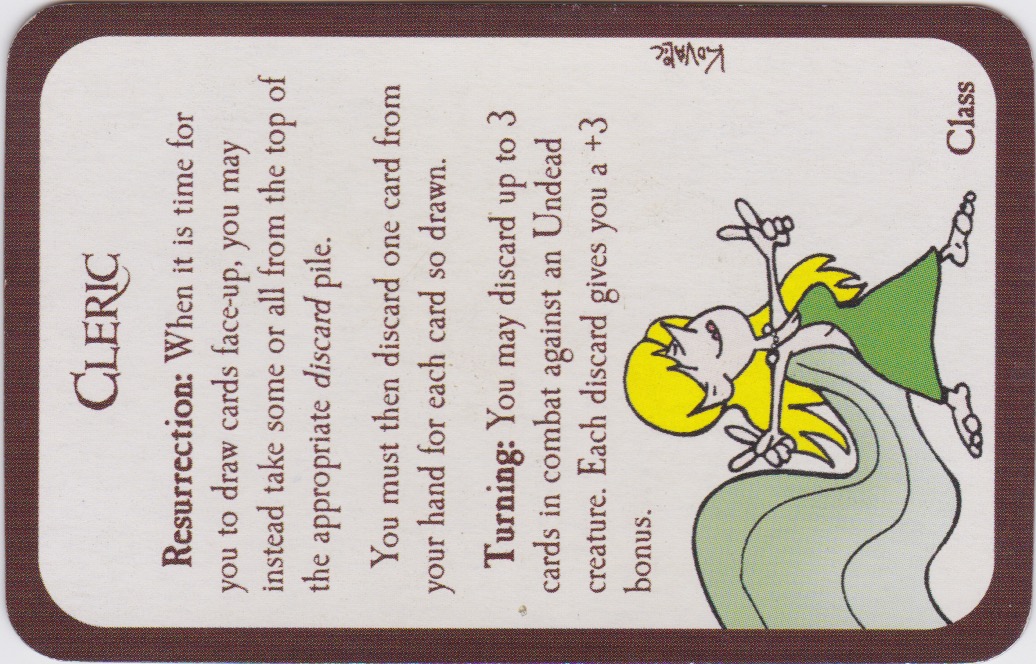 CLERIC
Resurrection: When it is time for
you to draw cards face-up, you may
instead take some or all from the top of
the appropriate discard pile.
You must then discard one card from
your hand for each card so drawn.
Turning: You may discard up to 3
cards in combat against an Undead
creature. Each discard gives you a +3
bonus.
KOVALIC
Class